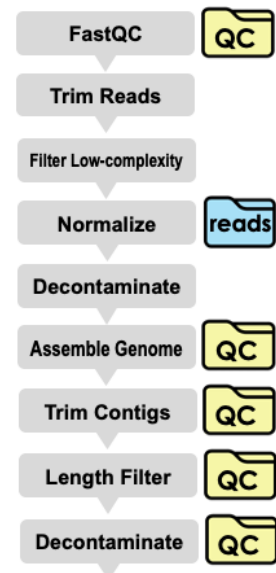 FastQC QC
Trim Reads
Filter Low-complexity
Normalize reads
Decontaminate
Assemble Genome QC
Trim Contigs QC
Length Filter QC
Decontaminate QC